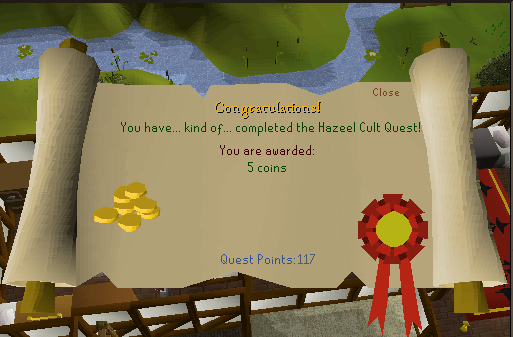 Close
Congratulations!
You have... kind of... completed the Hazeel Cult Quest!
You are awarded:
5 coins
Quest Points:117